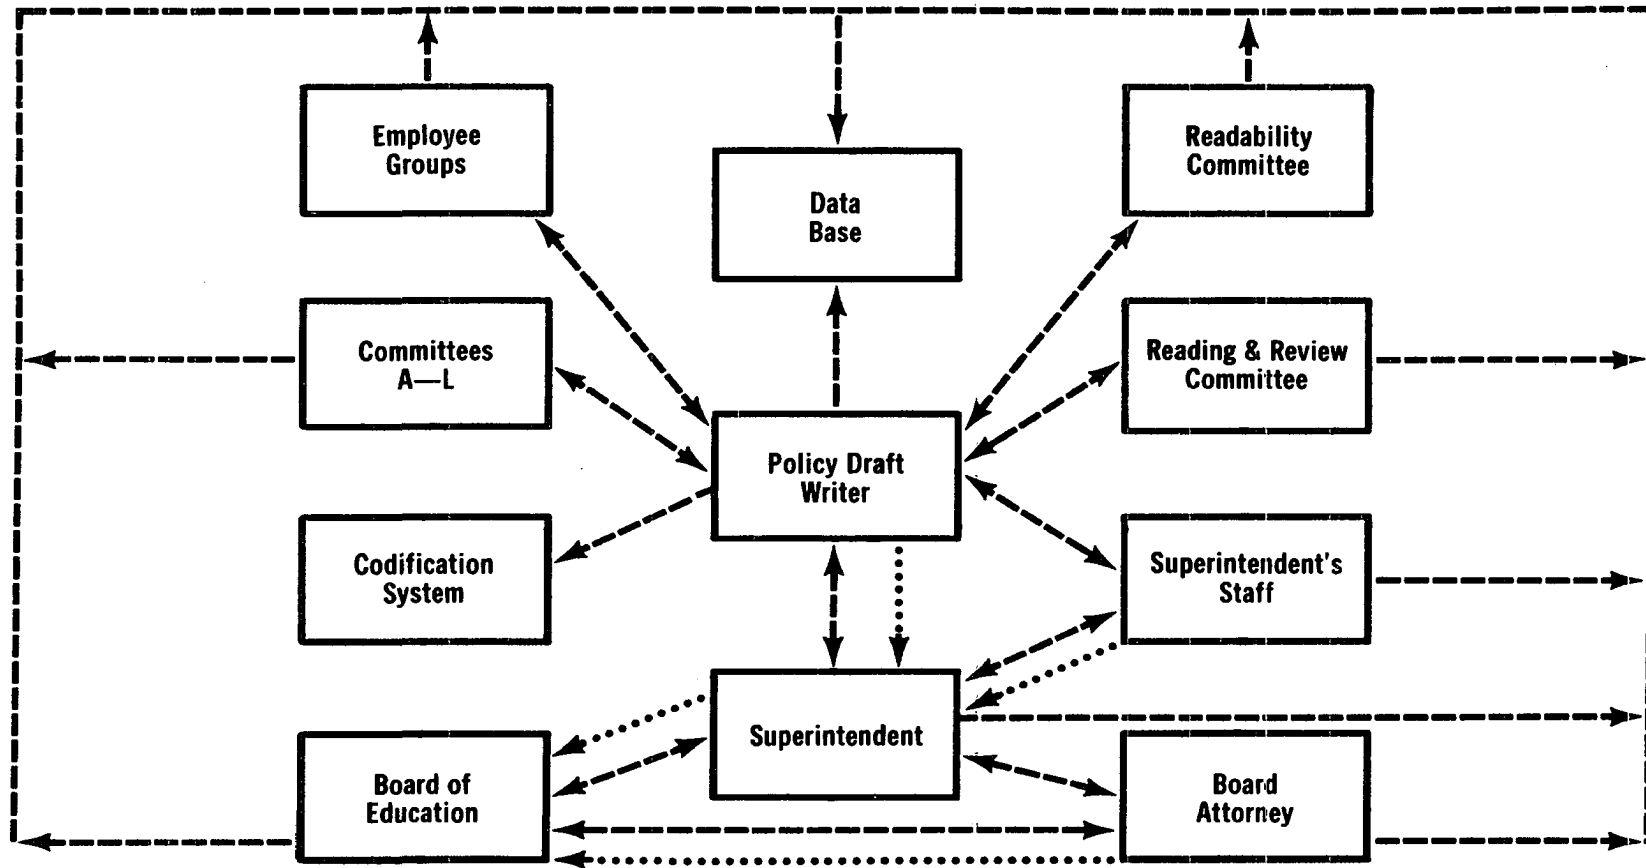 Employee
Groups
Readability
Committee
Data
Base
Committees
A—L
Reading & Review
Committee
Policy Draft
Writer
Codification
System
Superintendent's
Staff
Superintendent
Board of
Education
Board
Attorney